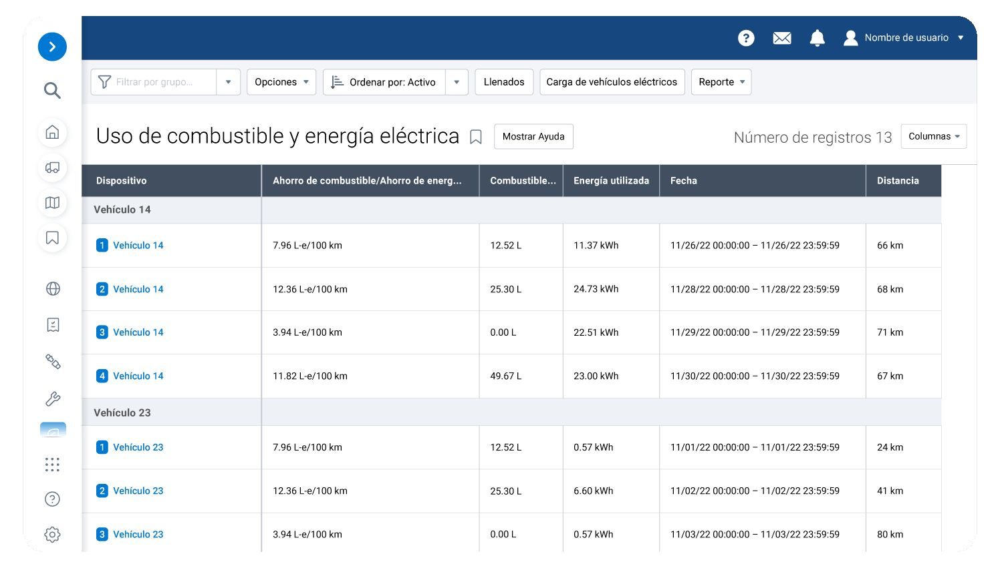 Nombre de usuario
Filtrar por grupo...
Opciones
Ordenar por: Activo
Llenados
Carga de vehículos eléctricos
Reporte
Uso de combustible y energía eléctrica
Mostrar Ayuda
Número de registros 13
Columnas
Dispositivo Ahorro de combustible/Ahorro de energ... Combustible... Energía utilizada Fecha Distancia
Vehículo 14
1 Vehículo 14 7.96 L-e/100 km 12.52 L 11.37 kWh 11/26/22 00:00:00 – 11/26/22 23:59:59 66 km
2 Vehículo 14 12.36 L-e/100 km 25.30 L 24.73 kWh 11/28/22 00:00:00 – 11/28/22 23:59:59 68 km
3 Vehículo 14 3.94 L-e/100 km 0.00 L 22.51 kWh 11/29/22 00:00:00 – 11/29/22 23:59:59 71 km
4 Vehículo 14 11.82 L-e/100 km 49.67 L 23.00 kWh 11/30/22 00:00:00 – 11/30/22 23:59:59 67 km
Vehículo 23
1 Vehículo 23 7.96 L-e/100 km 12.52 L 0.57 kWh 11/01/22 00:00:00 – 11/01/22 23:59:59 24 km
2 Vehículo 23 12.36 L-e/100 km 25.30 L 6.60 kWh 11/02/22 00:00:00 – 11/02/22 23:59:59 41 km
3 Vehículo 23 3.94 L-e/100 km 0.00 L 0.57 kWh 11/03/22 00:00:00 – 11/03/22 23:59:59 80 km